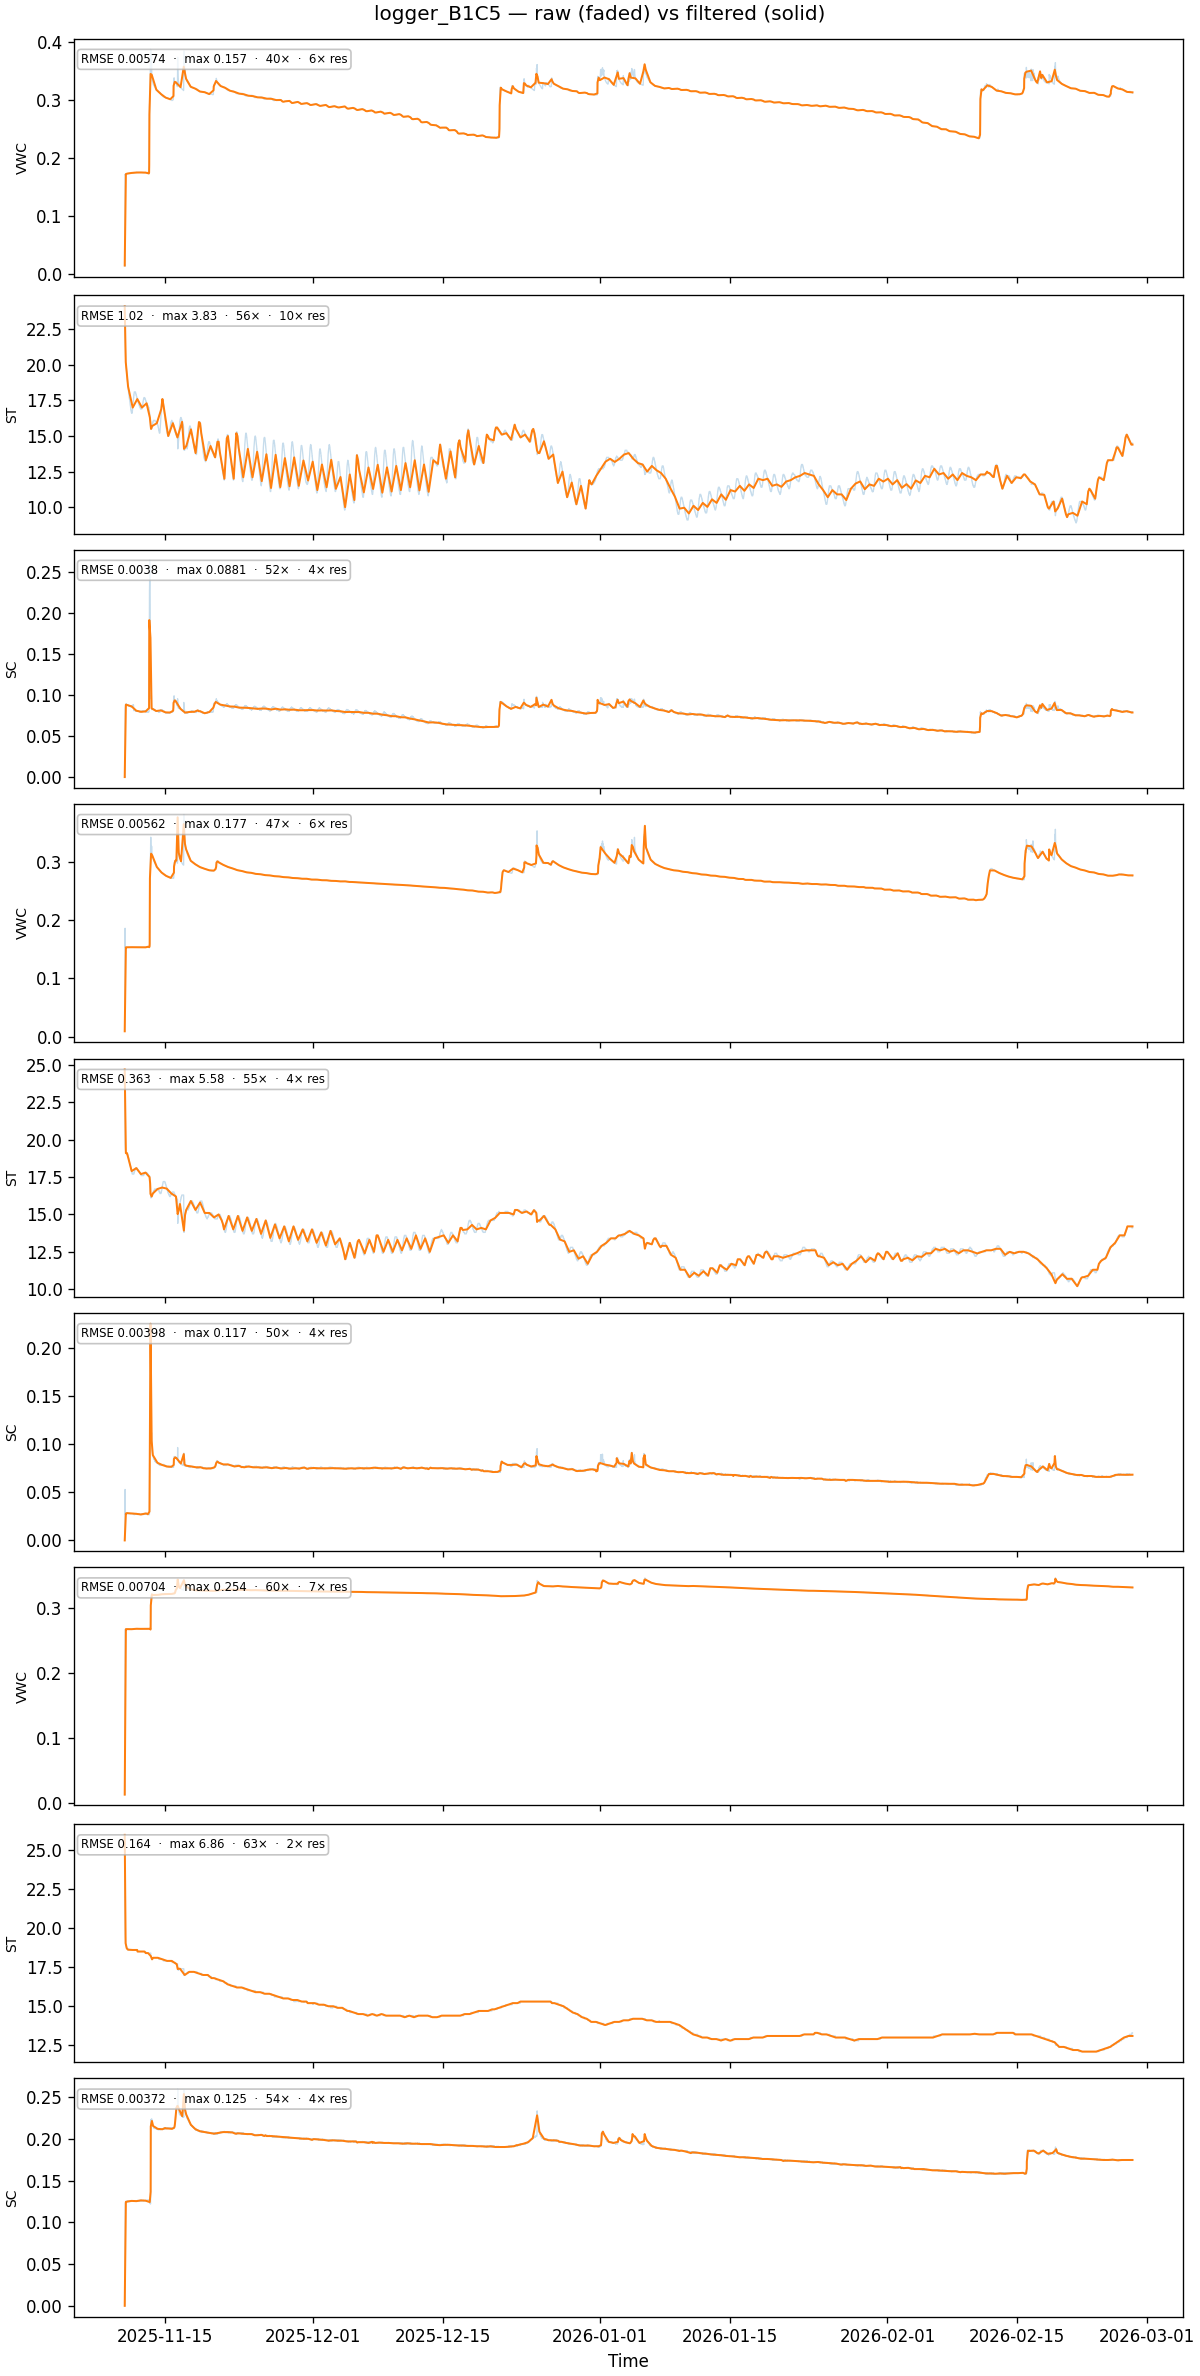 logger_B1C5 — raw (faded) vs filtered (solid)
0.4
RMSE 0.00574 · max 0.157 · 40× · 6× res
0.3
VWC
0.2
0.1
0.0
RMSE 1.02 · max 3.83 · 56× · 10× res
22.5
20.0
17.5
ST
15.0
12.5
10.0
0.25
RMSE 0.0038 · max 0.0881 · 52× · 4× res
0.20
0.15
SC
0.10
0.05
0.00
RMSE 0.00562 · max 0.177 · 47× · 6× res
0.3
VWC
0.2
0.1
0.0
25.0
RMSE 0.363 · max 5.58 · 55× · 4× res
22.5
20.0
17.5
ST
15.0
12.5
10.0
RMSE 0.00398 · max 0.117 · 50× · 4× res
0.20
0.15
SC
0.10
0.05
0.00
RMSE 0.00704 · max 0.254 · 60× · 7× res
0.3
0.2
VWC
0.1
0.0
RMSE 0.164 · max 6.86 · 63× · 2× res
25.0
22.5
20.0
ST
17.5
15.0
12.5
RMSE 0.00372 · max 0.125 · 54× · 4× res
0.25
0.20
0.15
SC
0.10
0.05
0.00
2025-11-15 2025-12-01 2025-12-15 2026-01-01 2026-01-15 2026-02-01 2026-02-15 2026-03-01
Time